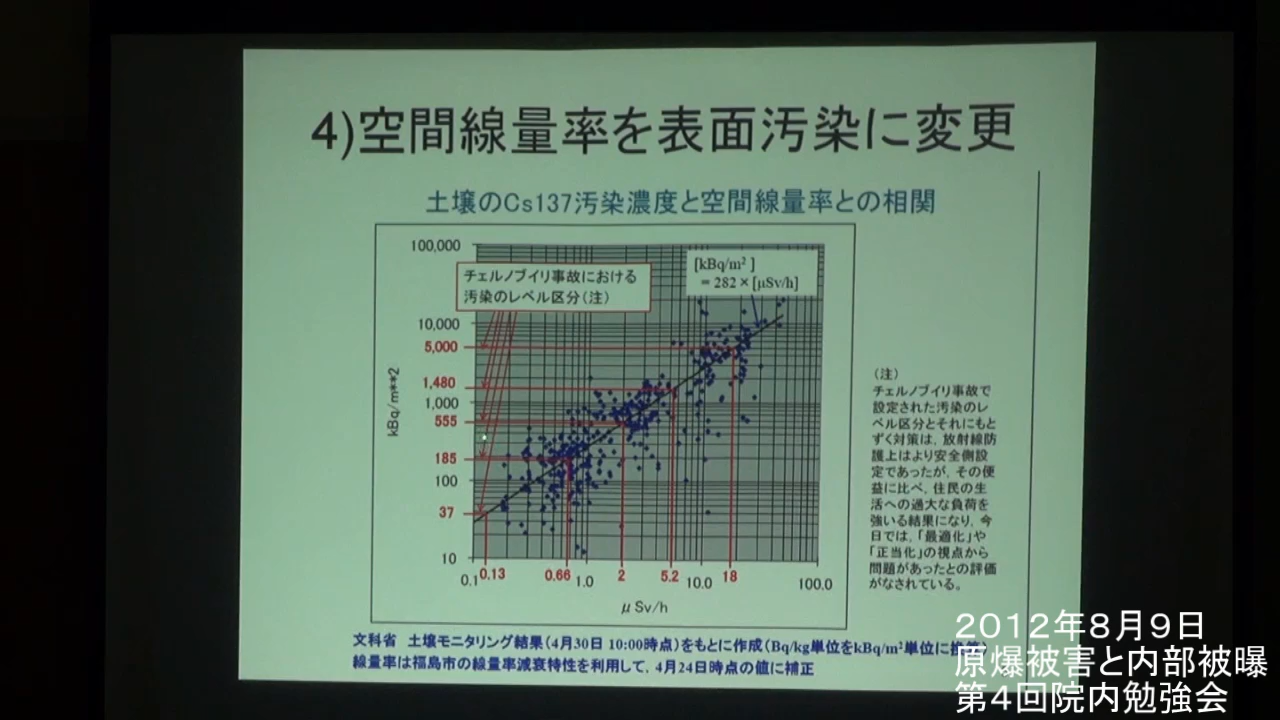 4)空間線量率を表面汚染に変更
土壌のCs137汚染濃度と空間線量率との相関
100,000
チェルノブイリ事故における
汚染のレベル区分(注)
[kBq/m²]
= 282×[μSv/h]
10,000
5,000
1,480
1,000
555
185
100
37
10
kBq/m**2
0.1
0.13
0.66
1.0
2
5.2
10.0
18
100.0
μSv/h
(注)
チェルノブイリ事故で
設定された汚染のレ
ベル区分とそれにもと
ずく対策は，放射線防
護上はより安全側設
定であったが，その便
益に比べ，住民の生
活への過大な負荷を
強いる結果になり，今
日では，「最適化」や
「正当化」の視点から
問題があったとの評価
がなされている。
文科省 土壌モニタリング結果(4月30日 10:00時点)をもとに作成(Bq/kg単位をkBq/m²単位に
線量率は福島市の線量率減衰特性を利用して，4月24日時点の値に補正
２０１２年８月９日
原爆被害と内部被曝
第４回院内勉強会